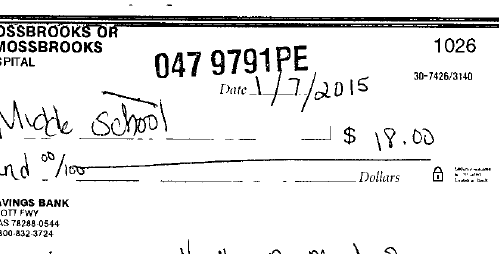 OSSBROOKS OR
MOSSBROOKS
SPITAL
047 9791PE
1026
30-7426/3140
Date 1/7/2015
Middle School $ 18.00
nd 00/100 Dollars
AVINGS BANK
OTT FWY
AS 78288-0544
800-832-3724